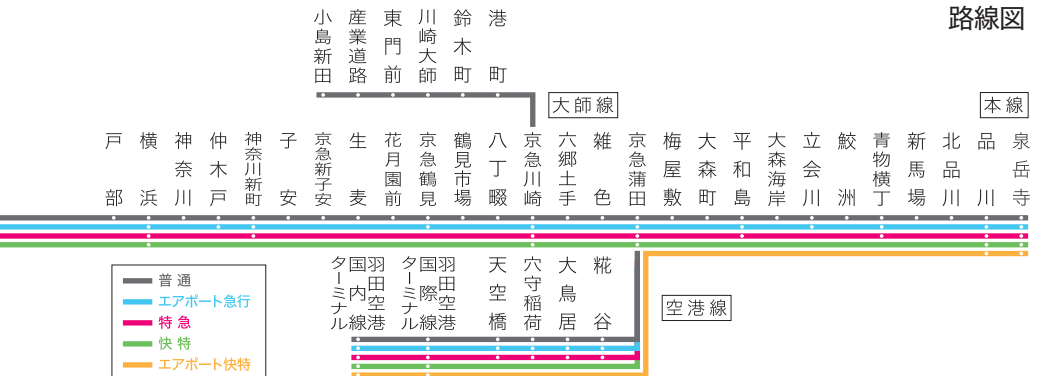 路線図
小島新田
産業道路
東門前
川崎大師
鈴木町
港町
大師線
本線
戸部
横浜
神奈川
仲木戸
神奈川新町
子安
京急新子安
生麦
花月園前
京急鶴見
鶴見市場
八丁畷
京急川崎
六郷土手
雑色
京急蒲田
梅屋敷
大森町
平和島
大森海岸
立会川
鮫洲
青物横丁
新馬場
北品川
品川
泉岳寺
羽田空港
国内線
ターミナル
羽田空港
国際線
ターミナル
天空橋
穴守稲荷
大鳥居
糀谷
空港線
普通
エアポート急行
特急
快特
エアポート快特